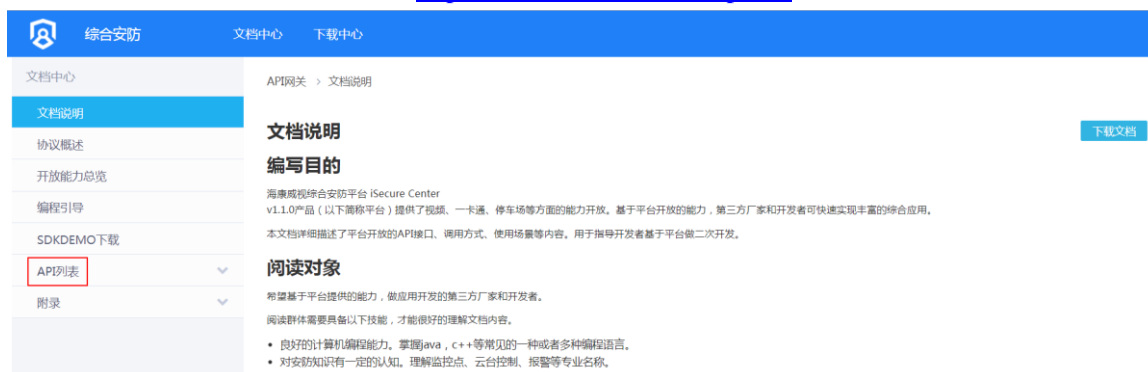 综合安防
文档中心
下载中心
文档中心
文档说明
协议概述
开放能力总览
编程引导
SDKDEMO下载
API列表
附录
API网关 > 文档说明
文档说明
下载文档
编写目的
海康威视综合安防平台 iSecure Center
v1.1.0产品（以下简称平台）提供了视频、一卡通、停车场等方面的能力开放。基于平台开放的能力，第三方厂家和开发者可快速实现丰富的综合应用。
本文档详细描述了平台开放的API接口、调用方式、使用场景等内容。用于指导开发者基于平台做二次开发。
阅读对象
希望基于平台提供的能力，做应用开发的第三方厂家和开发者。
阅读群体需要具备以下技能，才能很好的理解文档内容。
• 良好的计算机编程能力。掌握java，c++等常见的一种或者多种编程语言。
• 对安防知识有一定的认知。理解监控点、云台控制、报警等专业名称。